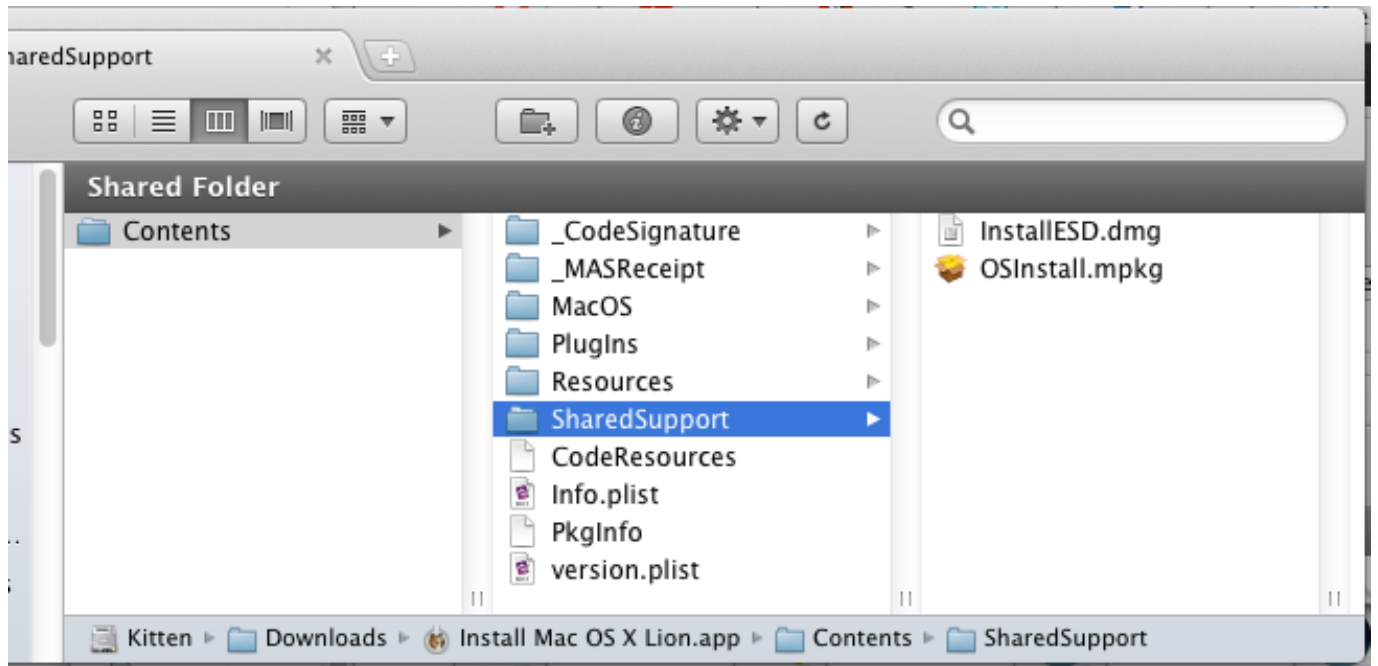 haredSupport
Shared Folder
Contents
_CodeSignature
_MASReceipt
MacOS
PlugIns
Resources
SharedSupport
CodeResources
Info.plist
PkgInfo
version.plist
InstallESD.dmg
OSInstall.mpkg
Kitten Downloads Install Mac OS X Lion.app Contents SharedSupport